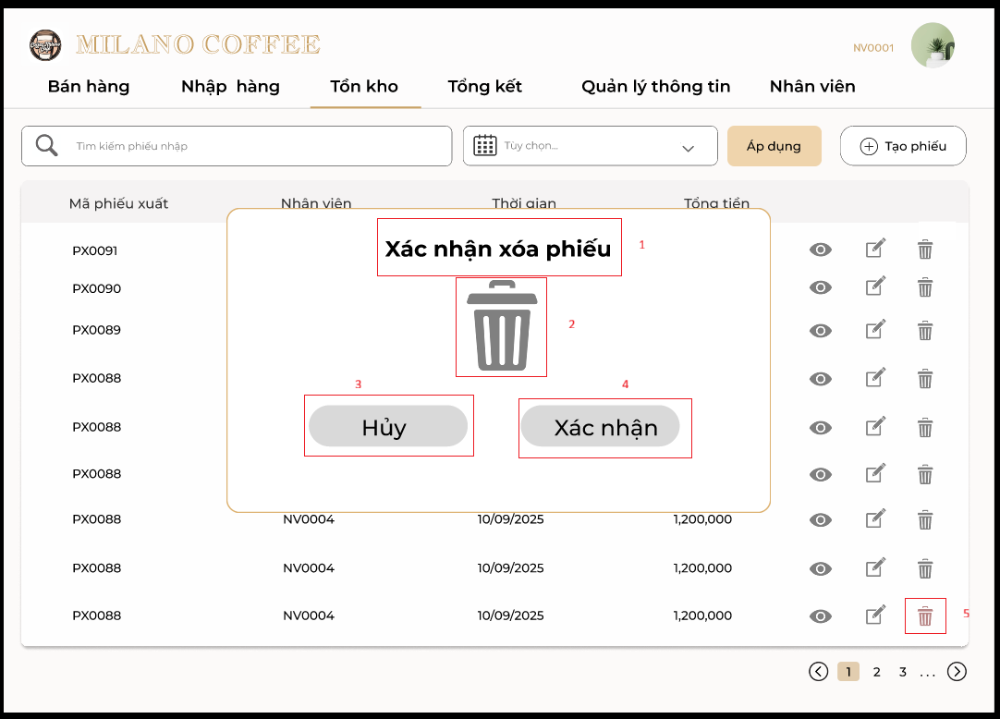 MILANO COFFEE
NV0001
Bán hàng Nhập hàng Tồn kho Tổng kết Quản lý thông tin Nhân viên
Tìm kiếm phiếu nhập Tùy chọn... Áp dụng Tạo phiếu
Mã phiếu xuất Nhân viên Thời gian Tổng tiền
Xác nhận xóa phiếu 1
PX0091
PX0090
2
PX0089
PX0088
3 4
PX0088 Hủy Xác nhận
PX0088
PX0088 NV0004 10/09/2025 1,200,000
PX0088 NV0004 10/09/2025 1,200,000
PX0088 NV0004 10/09/2025 1,200,000 5
1 2 3 ...